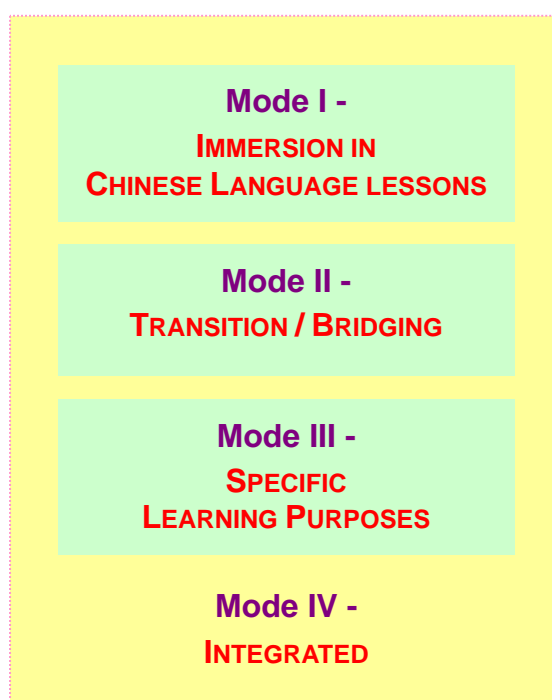 Mode I -
IMMERSION IN
CHINESE LANGUAGE LESSONS
Mode II -
TRANSITION / BRIDGING
Mode III -
SPECIFIC
LEARNING PURPOSES
Mode IV -
INTEGRATED